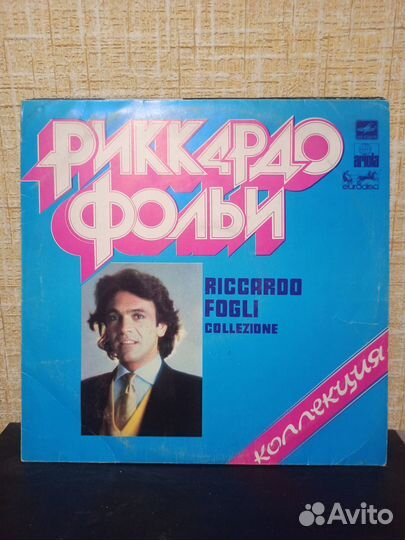 РИККАРДО
ФОЛЬИ
ariola
eurodisc
RICCARDO
FOGLI
COLLEZIONE
коллекция
Avito